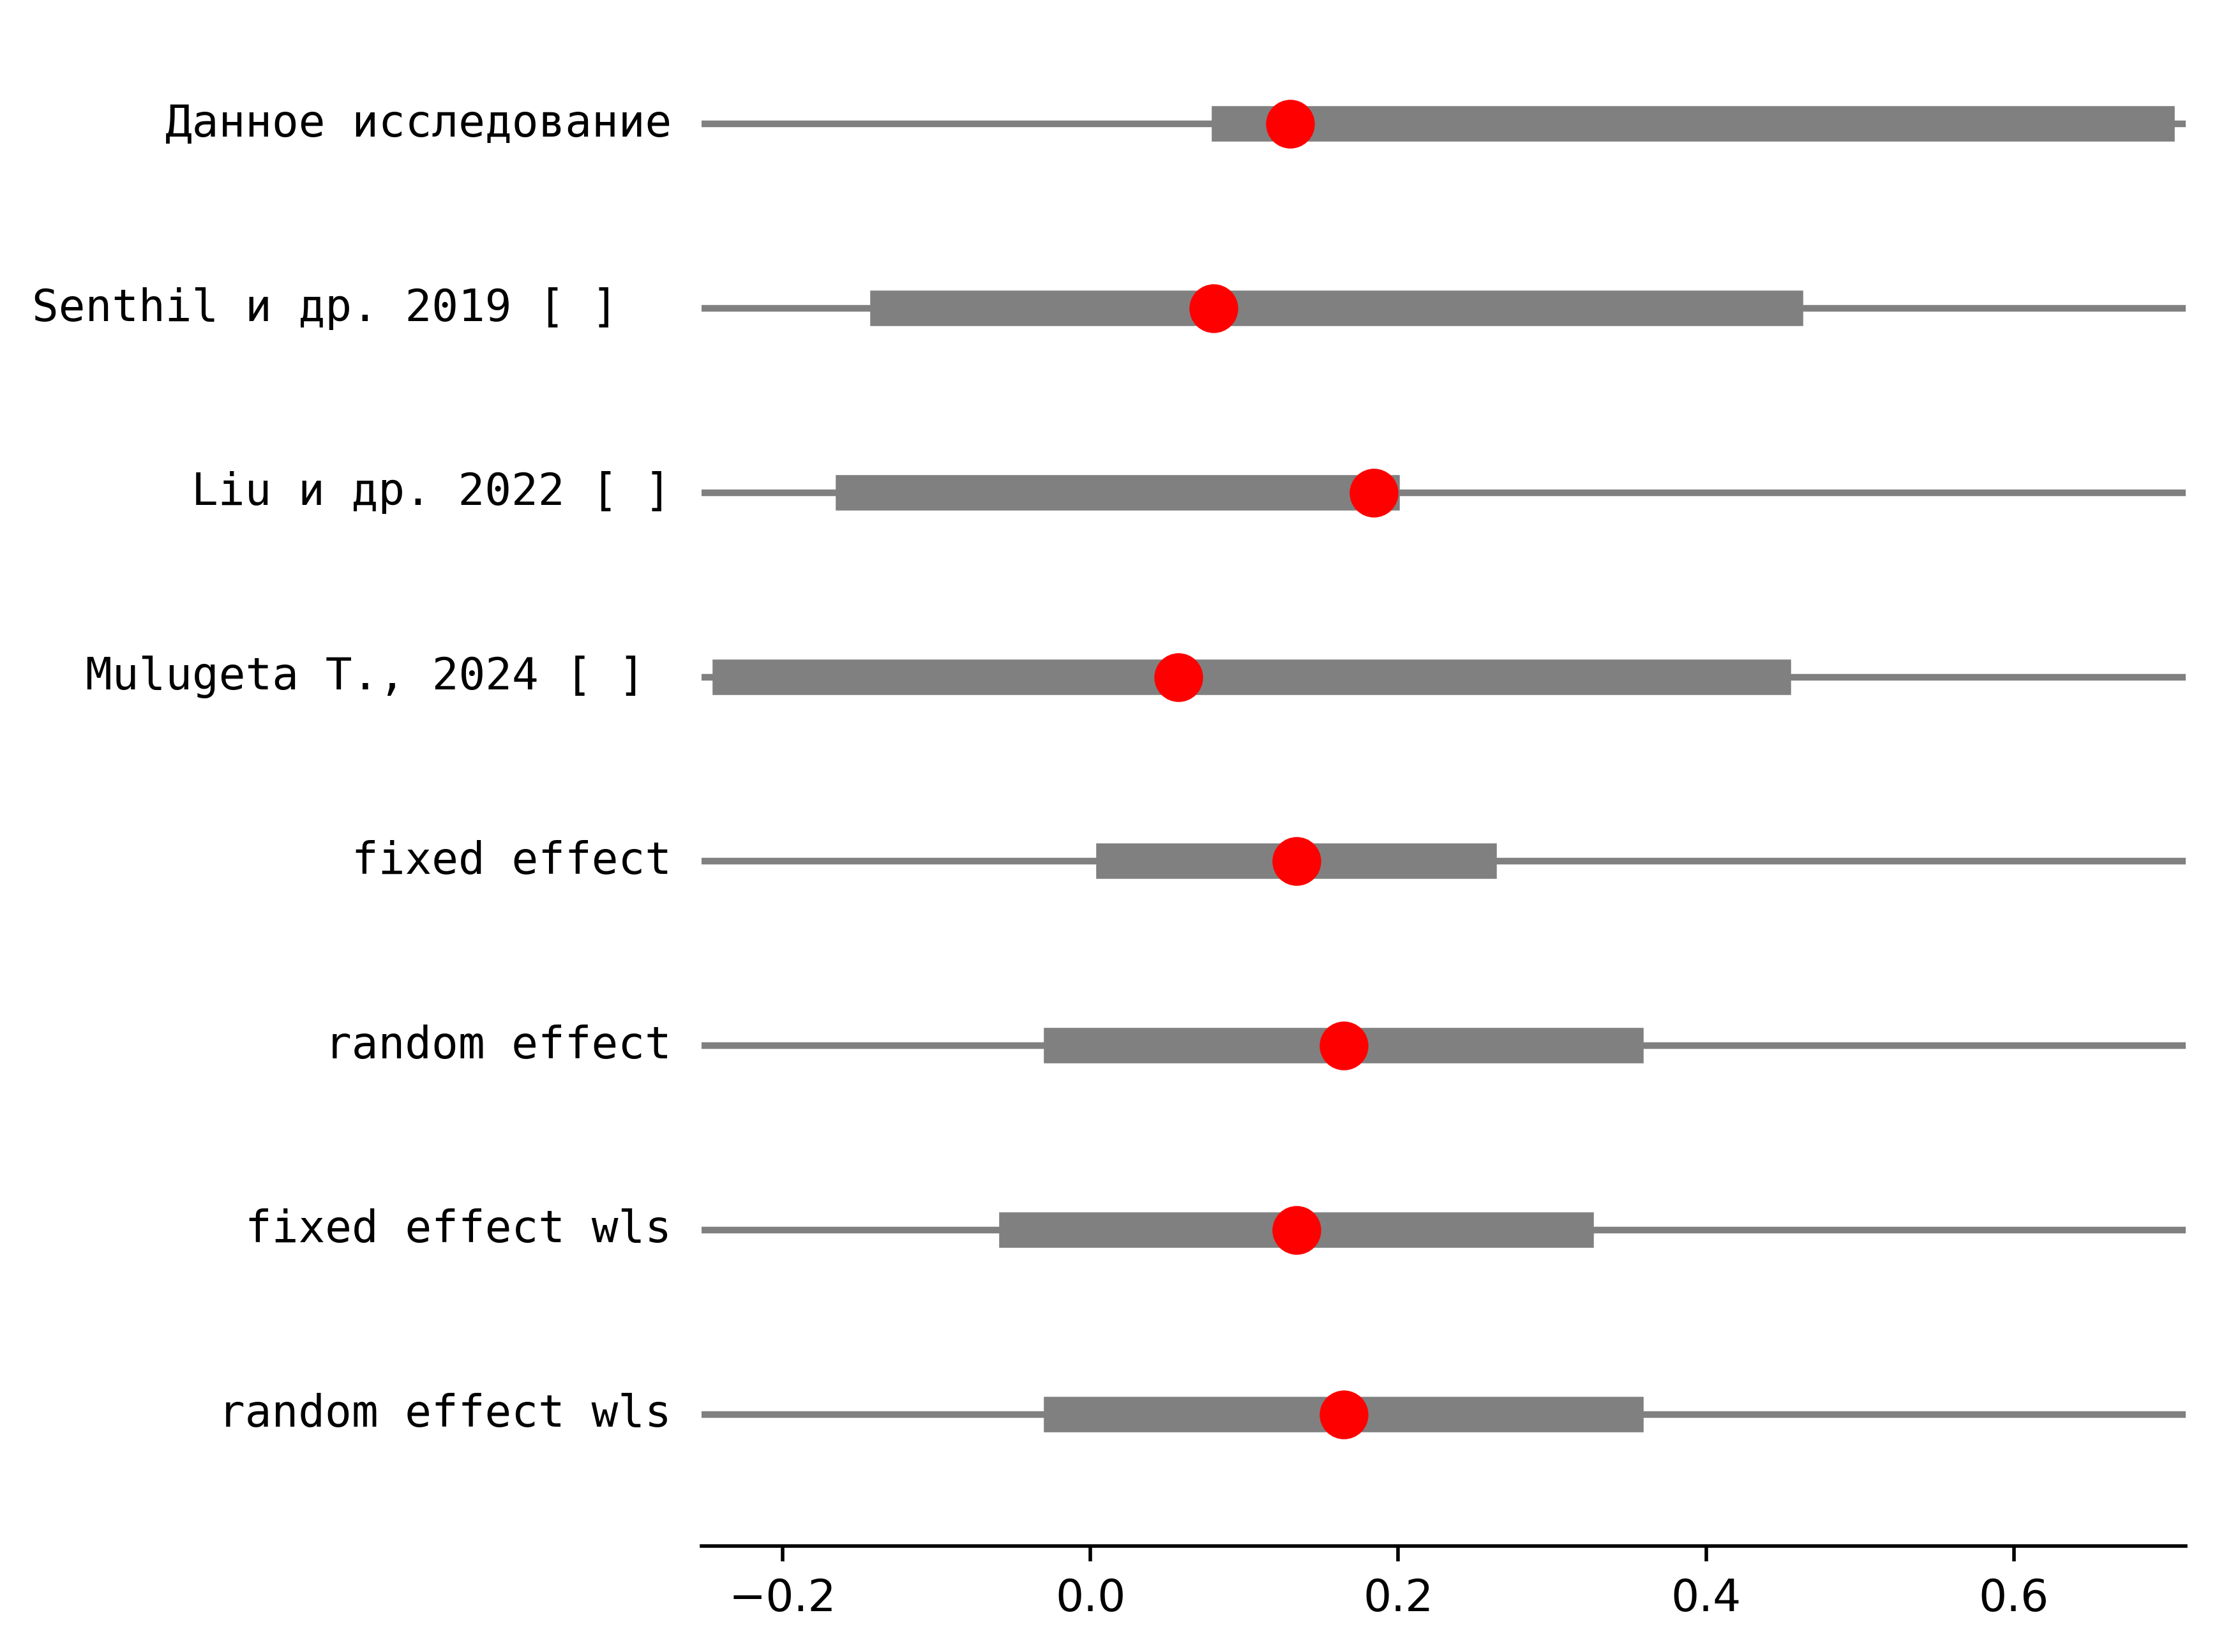 Данное исследование
Senthil и др. 2019 [ ]
Liu и др. 2022 [ ]
Mulugeta T., 2024 [ ]
fixed effect
random effect
fixed effect wls
random effect wls
−0.2 0.0 0.2 0.4 0.6